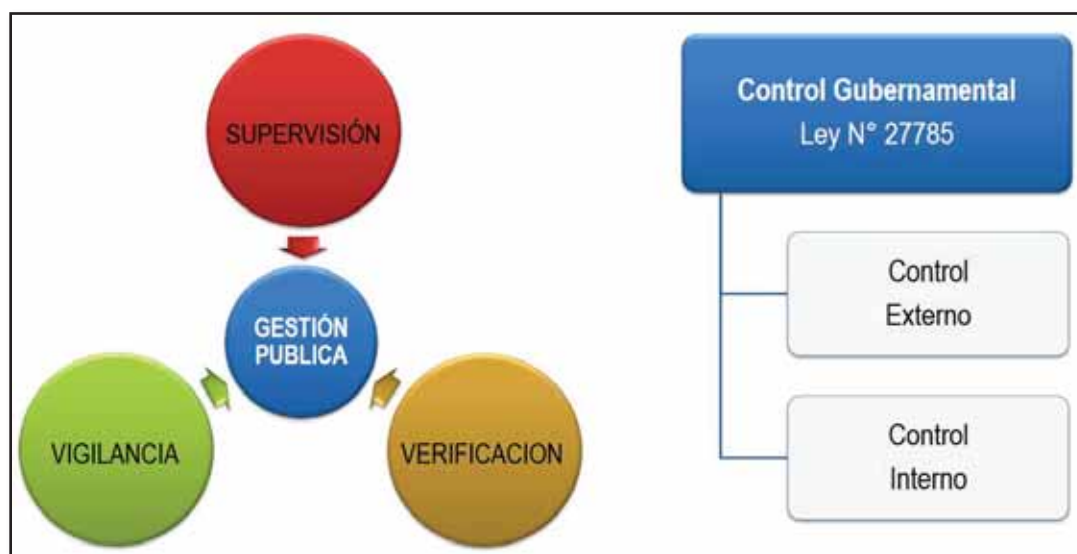 SUPERVISIÓN
GESTIÓN
PUBLICA
VIGILANCIA
VERIFICACION
Control Gubernamental
Ley N° 27785
Control
Externo
Control
Interno